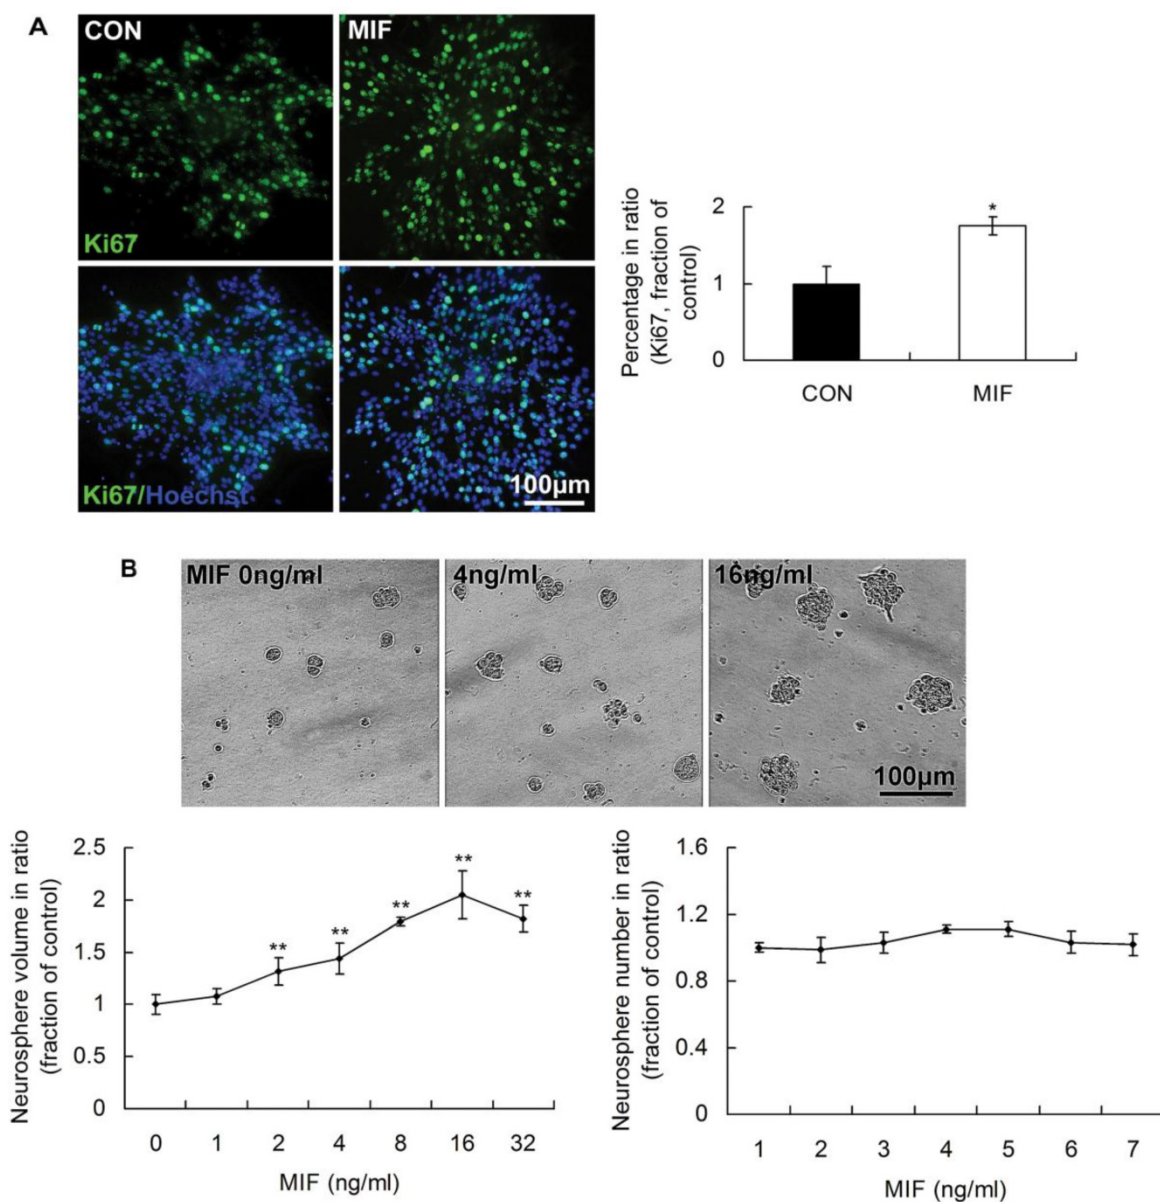 A
CON
MIF
Ki67
Ki67/Hoechst
100μm
Percentage in ratio
(Ki67, fraction of
control)
2
1
0
*
CON
MIF
B
MIF 0ng/ml
4ng/ml
16ng/ml
100μm
Neurosphere volume in ratio
(fraction of control)
2.5
2
1.5
1
0.5
0
**
**
**
**
**
0 1 2 4 8 16 32
MIF (ng/ml)
Neurosphere number in ratio
(fraction of control)
1.6
1.2
0.8
0.4
0
1 2 3 4 5 6 7
MIF (ng/ml)